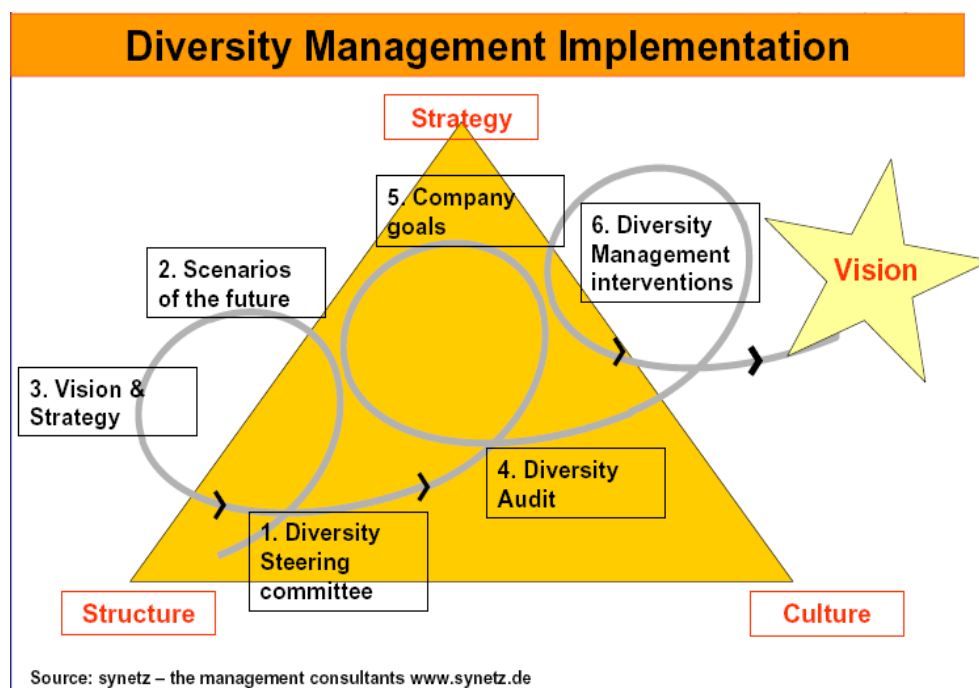 Diversity Management Implementation
Strategy
5. Company
goals
6. Diversity
Management
interventions
Vision
2. Scenarios
of the future
3. Vision &
Strategy
4. Diversity
Audit
1. Diversity
Steering
committee
Structure
Culture
Source: synetz – the management consultants www.synetz.de